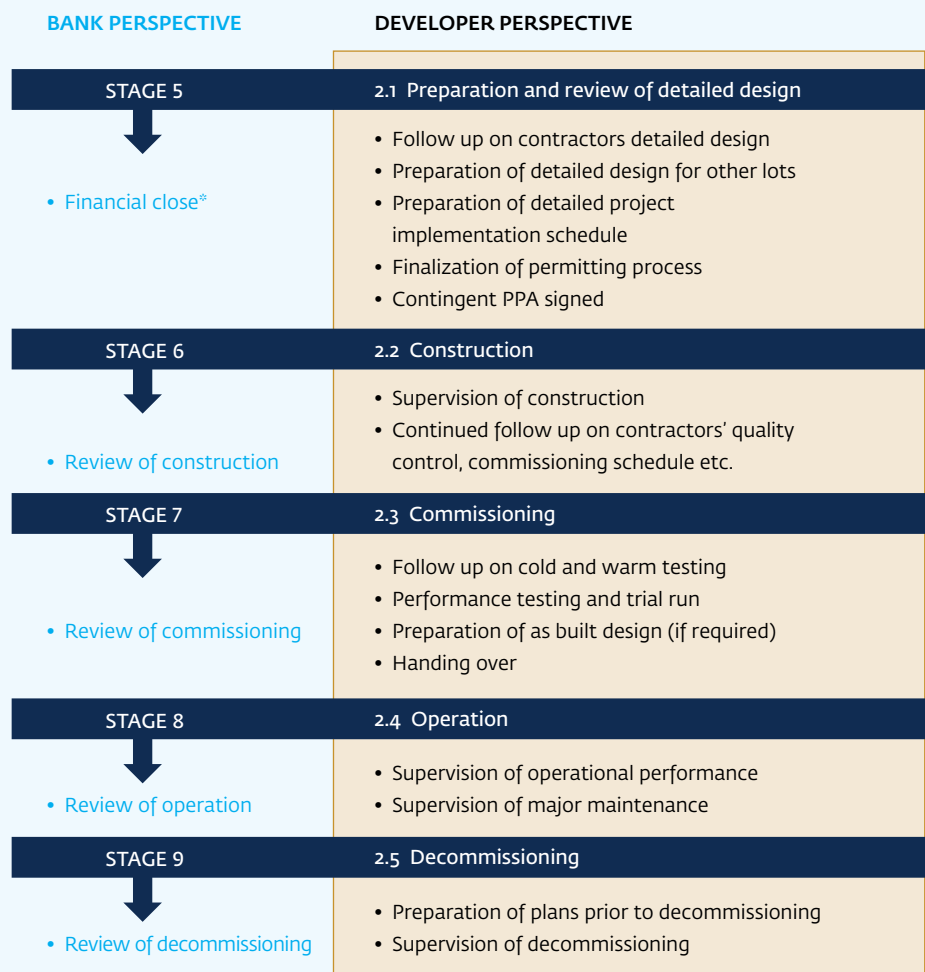 BANK PERSPECTIVE
DEVELOPER PERSPECTIVE
STAGE 5
2.1 Preparation and review of detailed design
• Financial close*
• Follow up on contractors detailed design
• Preparation of detailed design for other lots
• Preparation of detailed project
implementation schedule
• Finalization of permitting process
• Contingent PPA signed
STAGE 6
2.2 Construction
• Review of construction
• Supervision of construction
• Continued follow up on contractors' quality
control, commissioning schedule etc.
STAGE 7
2.3 Commissioning
• Review of commissioning
• Follow up on cold and warm testing
• Performance testing and trial run
• Preparation of as built design (if required)
• Handing over
STAGE 8
2.4 Operation
• Review of operation
• Supervision of operational performance
• Supervision of major maintenance
STAGE 9
2.5 Decommissioning
• Review of decommissioning
• Preparation of plans prior to decommissioning
• Supervision of decommissioning